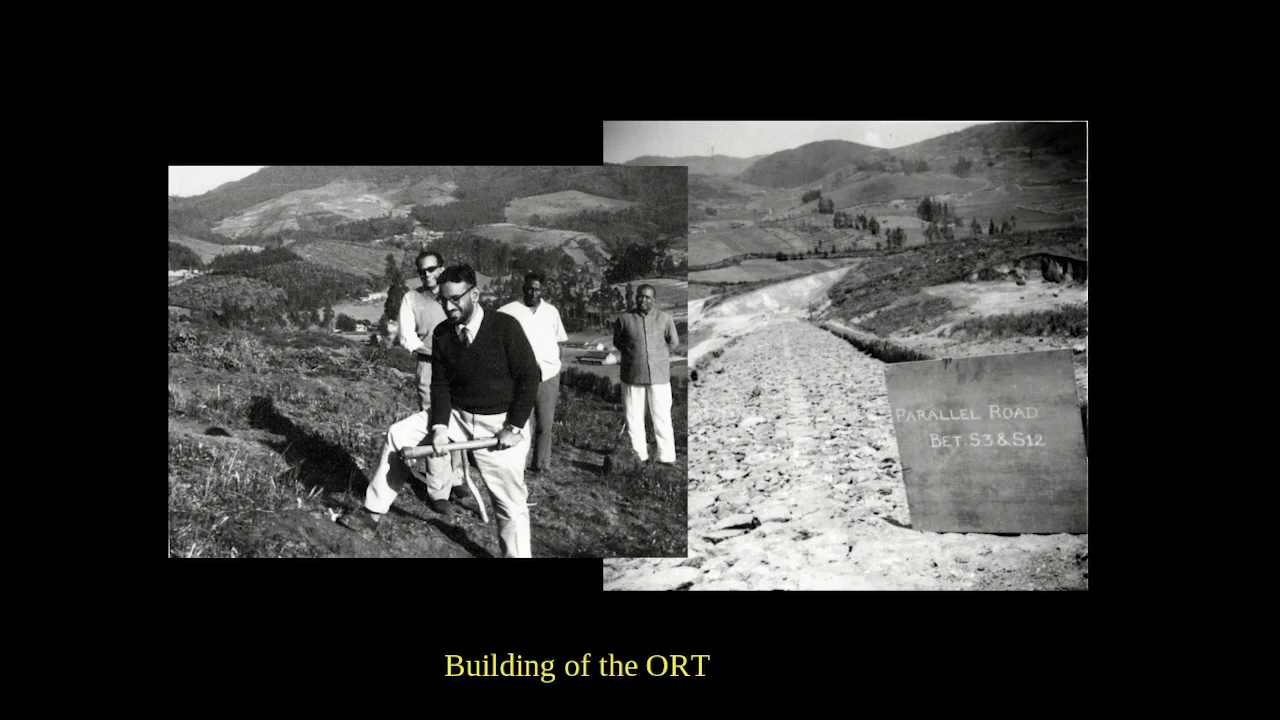 PARALLEL ROAD
BET. S3 & S12
Building of the ORT